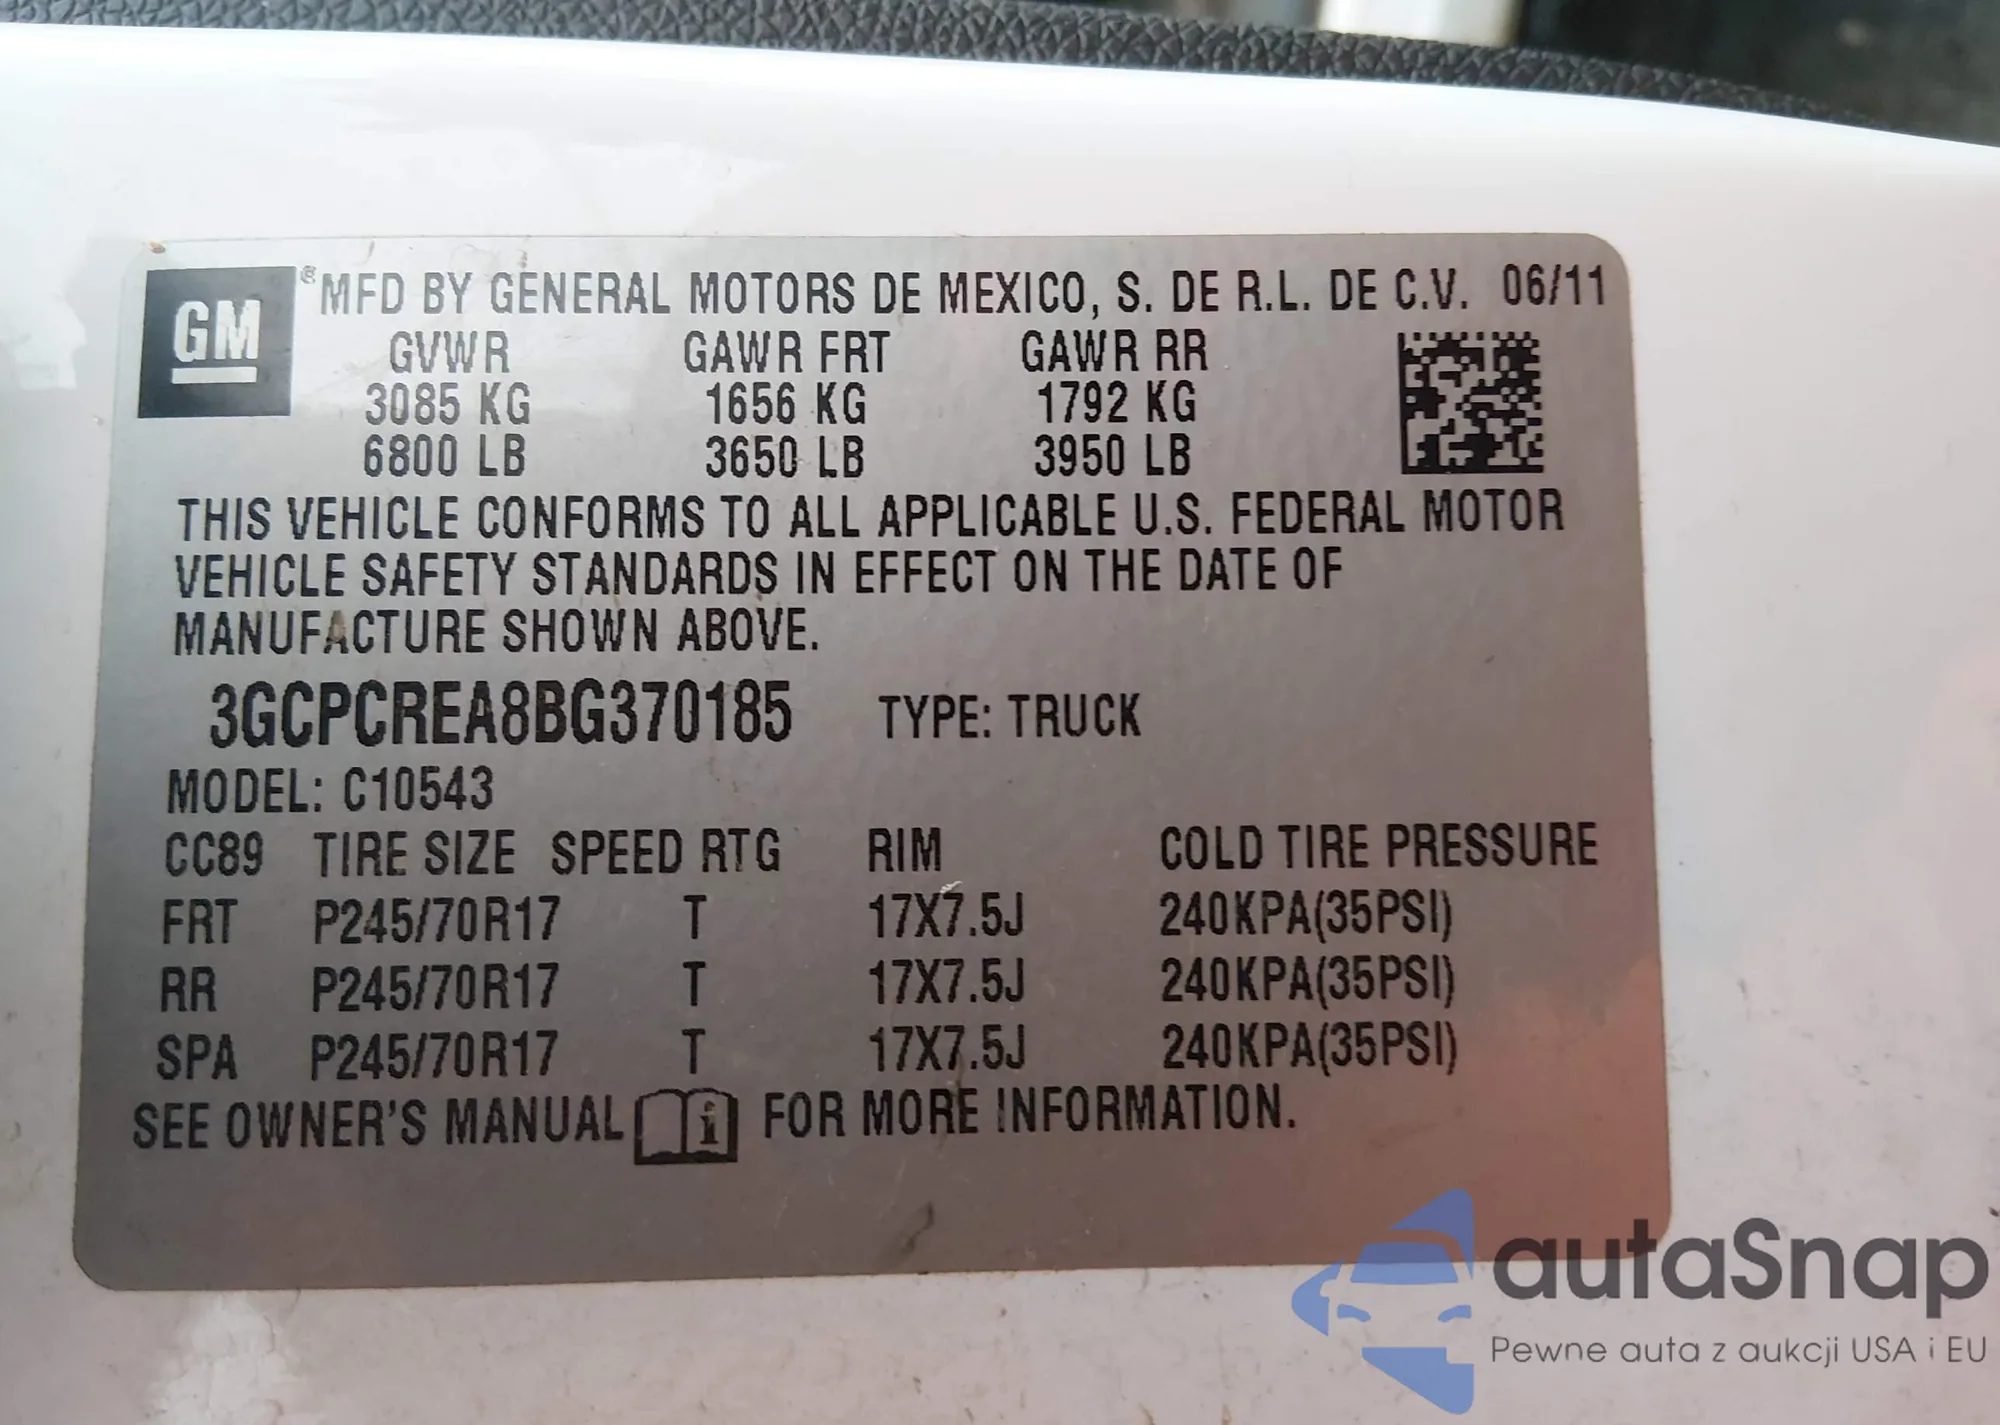 GM ® MFD BY GENERAL MOTORS DE MEXICO, S. DE R.L. DE C.V. 06/11
GVWR GAWR FRT GAWR RR
3085 KG 1656 KG 1792 KG
6800 LB 3650 LB 3950 LB
THIS VEHICLE CONFORMS TO ALL APPLICABLE U.S. FEDERAL MOTOR
VEHICLE SAFETY STANDARDS IN EFFECT ON THE DATE OF
MANUFACTURE SHOWN ABOVE.
3GCPCREA8BG370185 TYPE: TRUCK
MODEL: C10543
CC89 TIRE SIZE SPEED RTG RIM COLD TIRE PRESSURE
FRT P245/70R17 T 17X7.5J 240KPA(35PSI)
RR P245/70R17 T 17X7.5J 240KPA(35PSI)
SPA P245/70R17 T 17X7.5J 240KPA(35PSI)
SEE OWNER'S MANUAL i FOR MORE INFORMATION.
autaSnap
Pewne auta z aukcji USA i EU